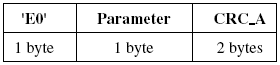 'E0' Parameter CRC_A
1 byte 1 byte 2 bytes